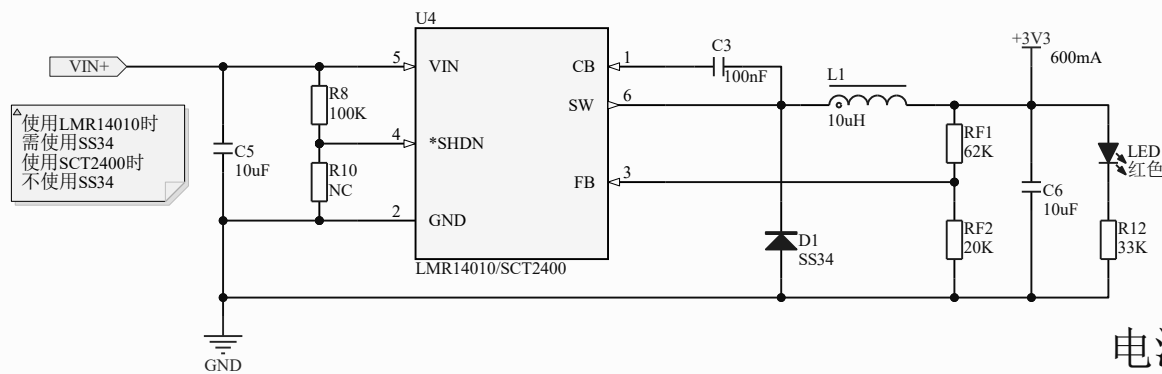 U4
VIN+
5
VIN
CB
1
C3
100nF
+3V3
600mA
R8
100K
SW
6
L1
10uH
使用LMR14010时
需使用SS34
使用SCT2400时
不使用SS34
C5
10uF
4
*SHDN
RF1
62K
LED
红色
R10
NC
FB
3
C6
10uF
2
GND
D1
SS34
RF2
20K
R12
33K
LMR14010/SCT2400
GND
电